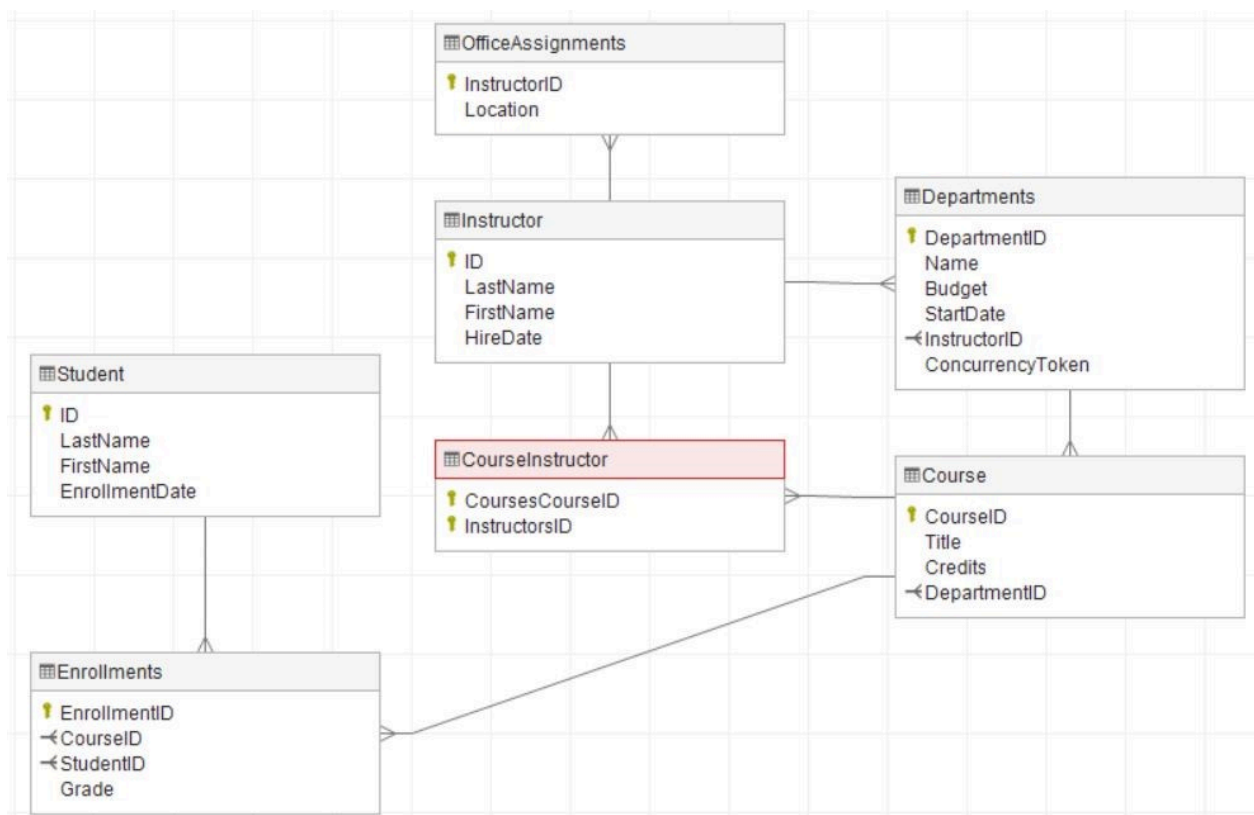 OfficeAssignments
InstructorID
Location
Instructor
ID
LastName
FirstName
HireDate
Departments
DepartmentID
Name
Budget
StartDate
InstructorID
ConcurrencyToken
Student
ID
LastName
FirstName
EnrollmentDate
CourseInstructor
CoursesCourseID
InstructorsID
Course
CourseID
Title
Credits
DepartmentID
Enrollments
EnrollmentID
CourseID
StudentID
Grade